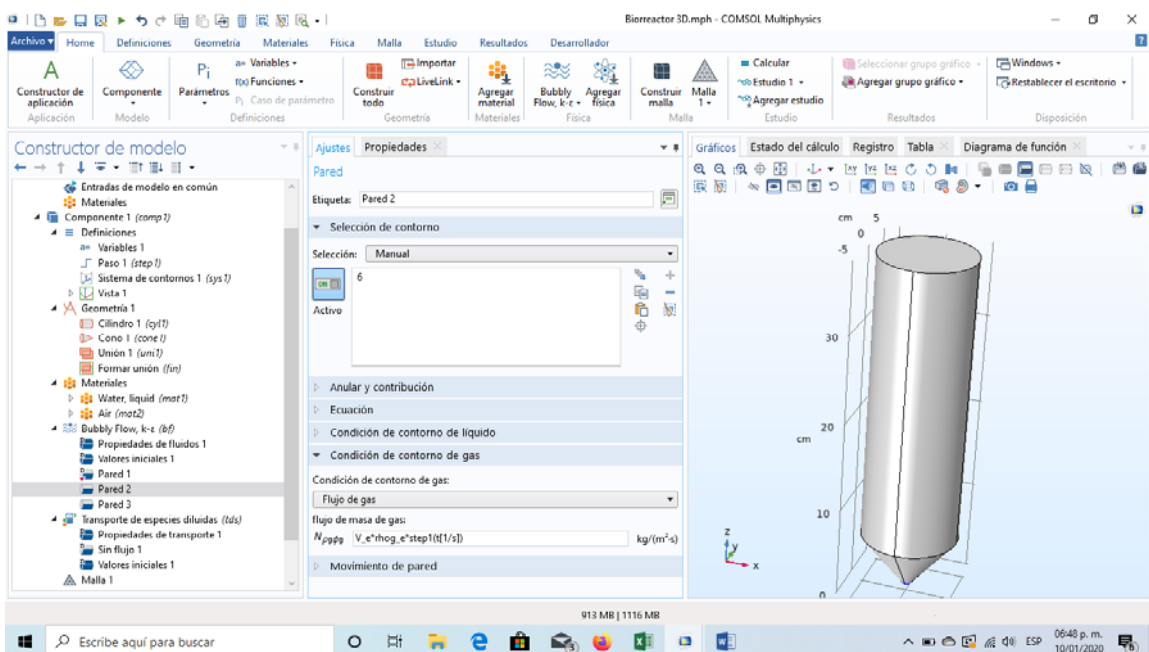 Biorreactor 3D.mph - COMSOL Multiphysics
Archivo Home Definiciones Geometría Materiales Física Malla Estudio Resultados Desarrollador
Constructor de aplicación
Aplicación
Componente
Modelo
Pi
Parámetros
a= Variables
f(x) Funciones
Pi Caso de parámetro
Definiciones
Construir todo
Importar
LiveLink
Geometría
Agregar material
Materiales
Bubbly Flow, k-ε
Agregar física
Física
Construir malla
Malla 1
Malla
= Calcular
Estudio 1
Agregar estudio
Estudio
Seleccionar grupo gráfico
Agregar grupo gráfico
Resultados
Windows
Restablecer el escritorio
Disposición
Constructor de modelo
Entradas de modelo en común
Materiales
Componente 1 (comp1)
Definiciones
a= Variables 1
Paso 1 (step1)
Sistema de contornos 1 (sys1)
Vista 1
Geometría 1
Cilindro 1 (cyl1)
Cono 1 (cone1)
Unión 1 (uni1)
Formar unión (fin)
Materiales
Water, liquid (mat1)
Air (mat2)
Bubbly Flow, k-ε (bf)
Propiedades de fluidos 1
Valores iniciales 1
Pared 1
Pared 2
Pared 3
Transporte de especies diluidas (tds)
Propiedades de transporte 1
Sin flujo 1
Valores iniciales 1
Malla 1
Ajustes Propiedades
Pared
Etiqueta: Pared 2
Selección de contorno
Selección: Manual
ON
Activo
6
Anular y contribución
Ecuación
Condición de contorno de líquido
Condición de contorno de gas
Condición de contorno de gas:
Flujo de gas
flujo de masa de gas:
Nρgφg V_e*rhog_e*step1(t[1/s]) kg/(m²·s)
Movimiento de pared
Gráficos Estado del cálculo Registro Tabla Diagrama de función
cm 5
0
-5
30
20
cm
10
0
z
y
x
913 MB | 1116 MB
Escribe aquí para buscar
ESP
06:48 p. m.
10/01/2020